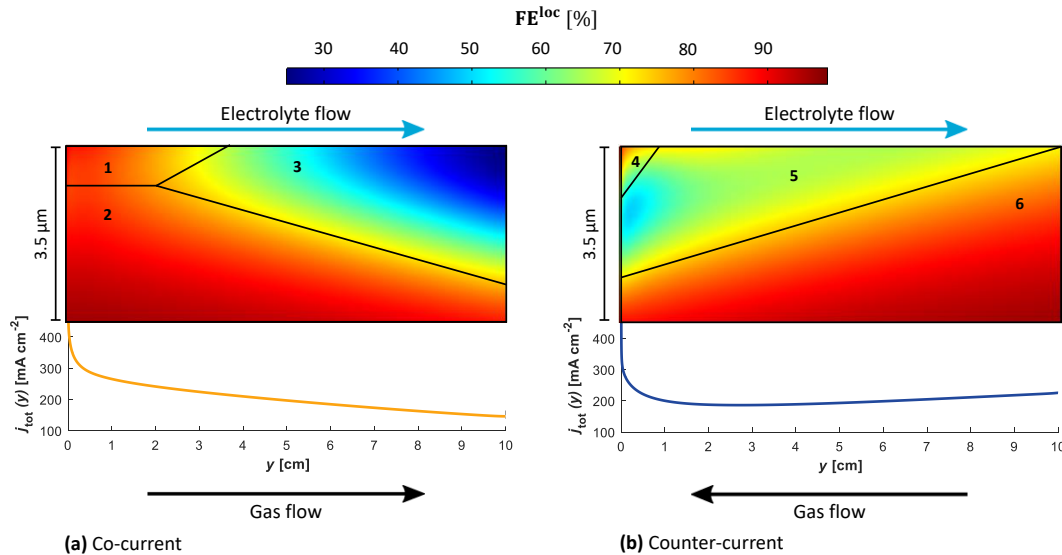 FE^loc [%]
30 40 50 60 70 80 90
Electrolyte flow
3.5 µm
1
2
3
400
300
200
100
j_tot (y) [mA cm⁻²]
0 1 2 3 4 5 6 7 8 9 10
y [cm]
Gas flow
(a) Co-current
Electrolyte flow
3.5 µm
4
5
6
400
300
200
100
j_tot (y) [mA cm⁻²]
0 1 2 3 4 5 6 7 8 9 10
y [cm]
Gas flow
(b) Counter-current